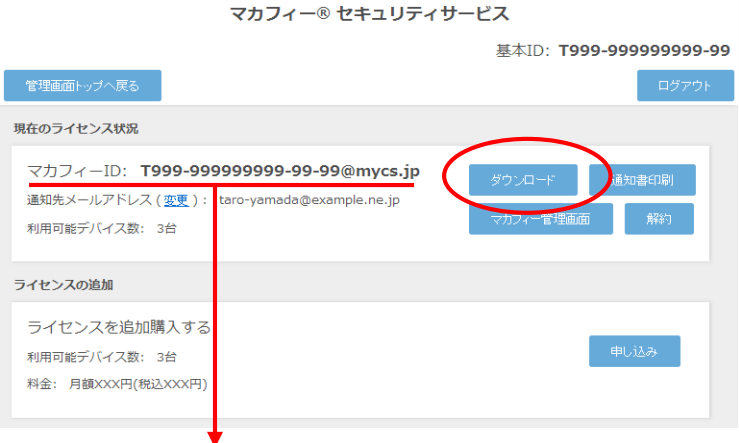 マカフィー® セキュリティサービス
基本ID: T999-999999999-99
管理画面トップへ戻る
ログアウト
現在のライセンス状況
マカフィーID: T999-999999999-99-99@mycs.jp
ダウンロード
通知書印刷
通知先メールアドレス ( 変更 ) : taro-yamada@example.ne.jp
マカフィー管理画面
解約
利用可能デバイス数: 3台
ライセンスの追加
ライセンスを追加購入する
利用可能デバイス数: 3台
申し込み
料金: 月額XXX円(税込XXX円)